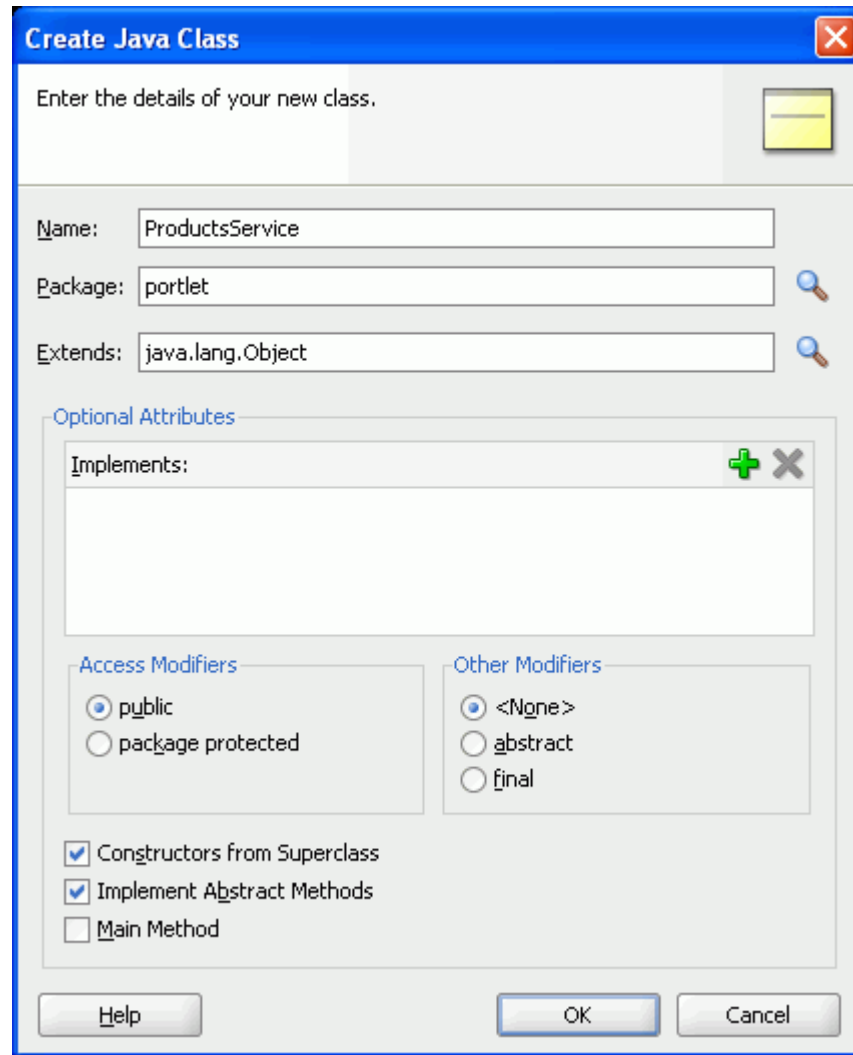 Create Java Class
Enter the details of your new class.
Name: ProductsService
Package: portlet
Extends: java.lang.Object
Optional Attributes
Implements:
Access Modifiers
public
package protected
Other Modifiers
<None>
abstract
final
Constructors from Superclass
Implement Abstract Methods
Main Method
Help OK Cancel